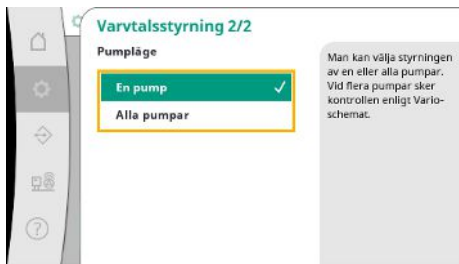 Varvtalsstyrning 2/2
Pumpläge
En pump
Alla pumpar
Man kan välja styrningen
av en eller alla pumpar.
Vid flera pumpar sker
kontrollen enligt Vario-
schemat.